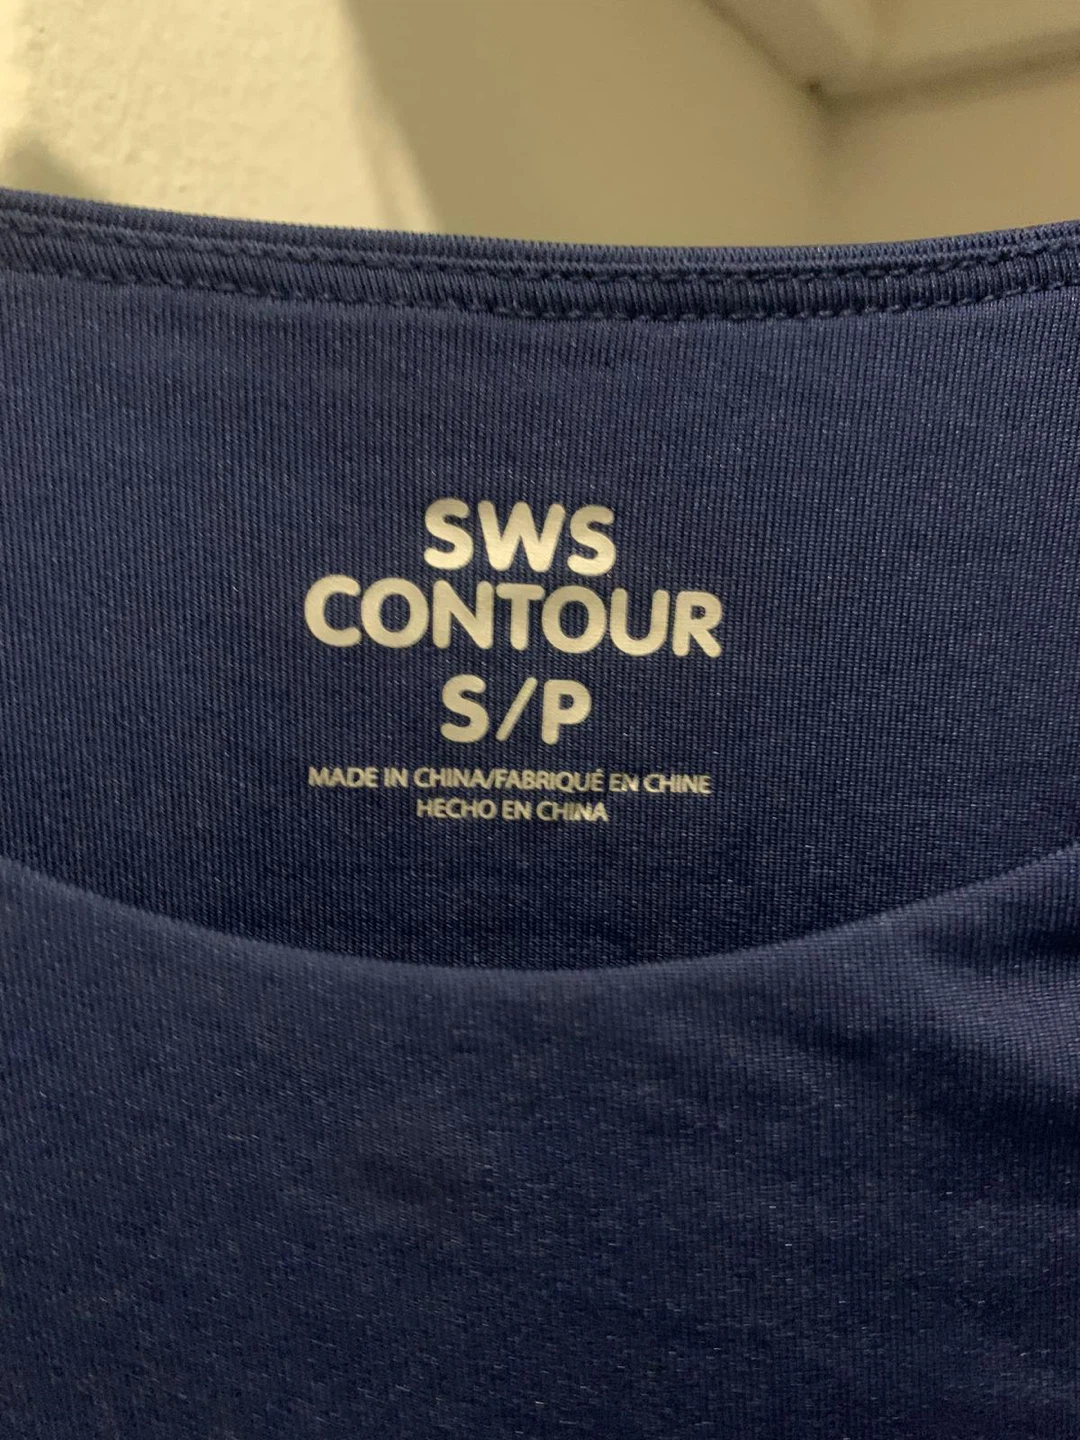 SWS
CONTOUR
S/P
MADE IN CHINA/FABRIQUÉ EN CHINE
HECHO EN CHINA